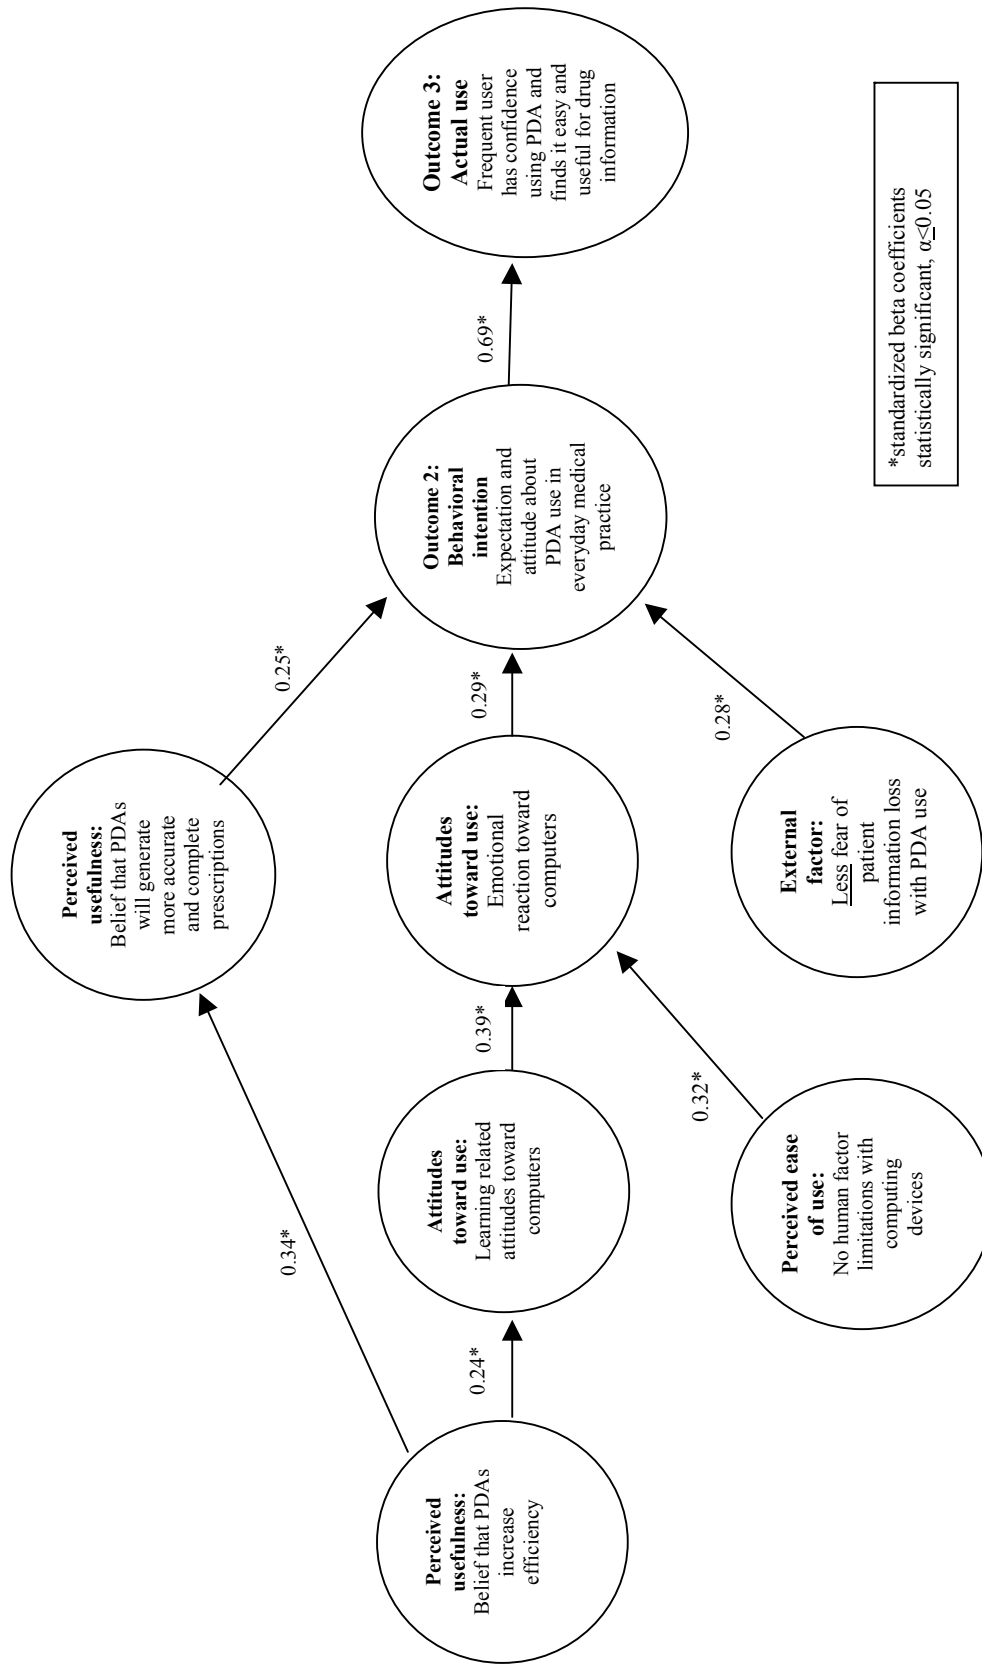 Perceived
usefulness:
Belief that PDAs
increase
efficiency
0.34*
0.24*
Perceived
usefulness:
Belief that PDAs
will generate
more accurate
and complete
prescriptions
Attitudes
toward use:
Learning related
attitudes toward
computers
Perceived ease
of use:
No human factor
limitations with
computing
devices
0.39*
0.32*
Attitudes
toward use:
Emotional
reaction toward
computers
External
factor:
Less fear of
patient
information loss
with PDA use
0.25*
0.29*
0.28*
Outcome 2:
Behavioral
intention
Expectation and
attitude about
PDA use in
everyday medical
practice
0.69*
Outcome 3:
Actual use
Frequent user
has confidence
using PDA and
finds it easy and
useful for drug
information
*standardized beta coefficients
statistically significant, α≤0.05